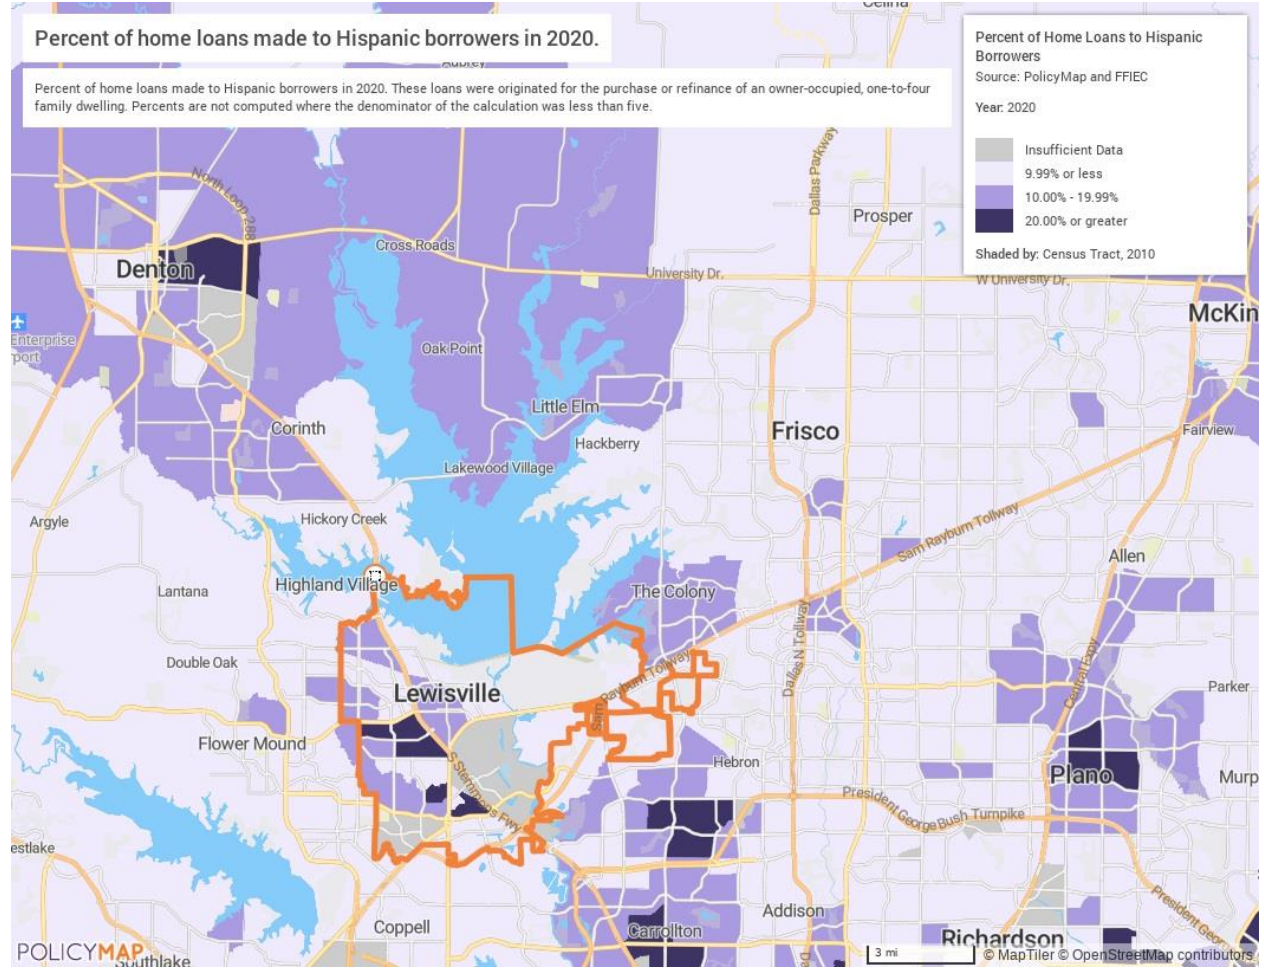 Celina
Percent of home loans made to Hispanic borrowers in 2020.
Aubrey
Percent of home loans made to Hispanic borrowers in 2020. These loans were originated for the purchase or refinance of an owner-occupied, one-to-four
family dwelling. Percents are not computed where the denominator of the calculation was less than five.
Percent of Home Loans to Hispanic
Borrowers
Source: PolicyMap and FFIEC
Year: 2020
Insufficient Data
9.99% or less
10.00% - 19.99%
20.00% or greater
Shaded by: Census Tract, 2010
North Loop 288
Dallas Parkway
Prosper
Cross Roads
Denton
University Dr.
W University Dr.
McKin
Enterprise
rport
Oak Point
Little Elm
Corinth
Hackberry
Frisco
Fairview
Lakewood Village
Argyle
Hickory Creek
Sam Rayburn Tollway
Allen
Highland Village
Lantana
The Colony
Dallas N Tollway
Central Expy
Double Oak
Sam Rayburn Tollway
Lewisville
Parker
Flower Mound
S Stemmons Fwy
Hebron
Plano
Murp
President George Bush Turnpike
estlake
President Geor
Coppell
Addison
Carrollton
Richardson
POLICYMAP
Southlake
Da
3 mi
© MapTiler © OpenStreetMap contributors